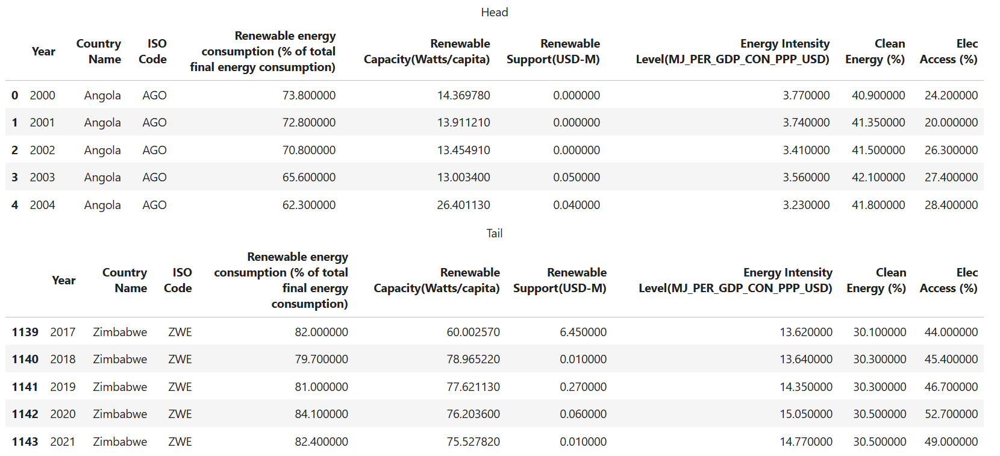 Head
Year Country Name ISO Code Renewable energy consumption (% of total final energy consumption) Renewable Capacity(Watts/capita) Renewable Support(USD-M) Energy Intensity Level(MJ_PER_GDP_CON_PPP_USD) Clean Energy (%) Elec Access (%)
0 2000 Angola AGO 73.800000 14.369780 0.000000 3.770000 40.900000 24.200000
1 2001 Angola AGO 72.800000 13.911210 0.000000 3.740000 41.350000 20.000000
2 2002 Angola AGO 70.800000 13.454910 0.000000 3.410000 41.500000 26.300000
3 2003 Angola AGO 65.600000 13.003400 0.050000 3.560000 42.100000 27.400000
4 2004 Angola AGO 62.300000 26.401130 0.040000 3.230000 41.800000 28.400000
Tail
Year Country Name ISO Code Renewable energy consumption (% of total final energy consumption) Renewable Capacity(Watts/capita) Renewable Support(USD-M) Energy Intensity Level(MJ_PER_GDP_CON_PPP_USD) Clean Energy (%) Elec Access (%)
1139 2017 Zimbabwe ZWE 82.000000 60.002570 6.450000 13.620000 30.100000 44.000000
1140 2018 Zimbabwe ZWE 79.700000 78.965220 0.010000 13.640000 30.300000 45.400000
1141 2019 Zimbabwe ZWE 81.000000 77.621130 0.270000 14.350000 30.300000 46.700000
1142 2020 Zimbabwe ZWE 84.100000 76.203600 0.060000 15.050000 30.500000 52.700000
1143 2021 Zimbabwe ZWE 82.400000 75.527820 0.010000 14.770000 30.500000 49.000000